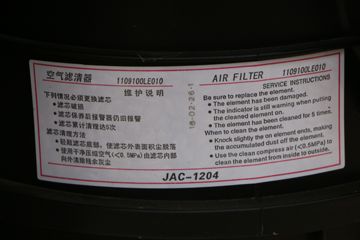 空气滤清器 1109100LE010
维护说明
下列情况必须更换滤芯
● 滤芯破损
● 滤芯保养后报警器仍旧报警
● 滤芯累计清理达5次
滤芯清理方法
● 轻敲滤芯底部,使滤芯外表面积尘脱落
● 使用干净压缩空气(<0.5MPa)由滤芯内部
向外清理残余灰尘
18-02-26-1
AIR FILTER 1109100LE010
SERVICE INSTRUCTIONS
Be sure to replace the element.
● The element has been damaged.
● The indicator is still warning when putting
the cleaned element on.
● The element has been cleaned for 5 times.
When to clean the element.
● Knock slightly the on element ends, making
the accumulated dust off the element.
● Use the clean compress air (<0.5MPa) to
clean the element from inside to outside.
JAC-1204